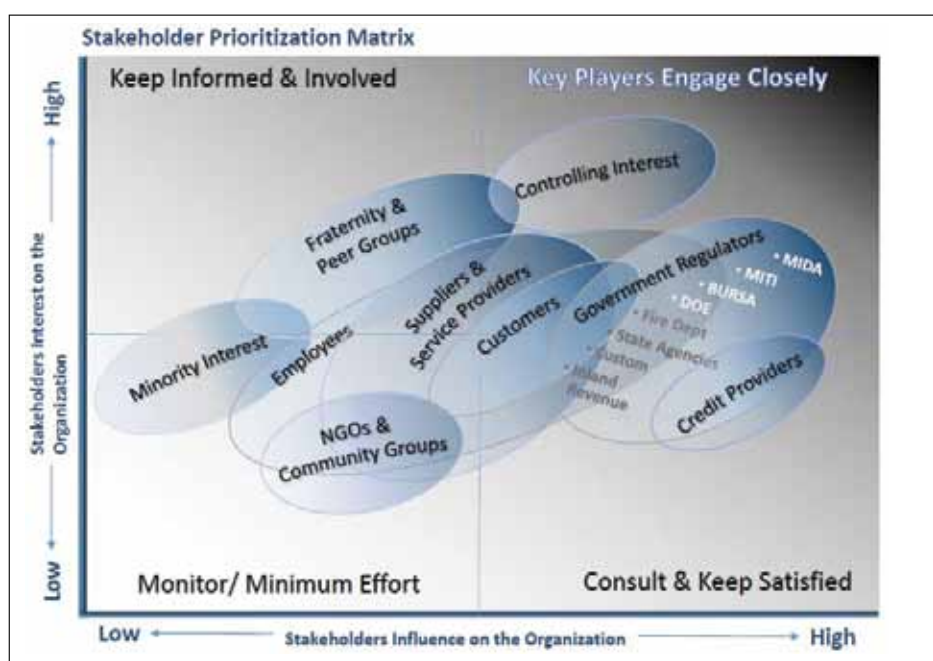 Stakeholder Prioritization Matrix
Keep Informed & Involved
Key Players Engage Closely
High
Stakeholders Interest on the
Organization
Low
Controlling Interest
Fraternity &
Peer Groups
Government Regulators
• MIDA
• MITI
• BURSA
• DOE
• Fire Dept
• State Agencies
• Custom
• Inland
Revenue
Suppliers &
Service Providers
Customers
Employees
Minority Interest
Credit Providers
NGOs &
Community Groups
Monitor/ Minimum Effort
Consult & Keep Satisfied
Low
Stakeholders Influence on the Organization
High